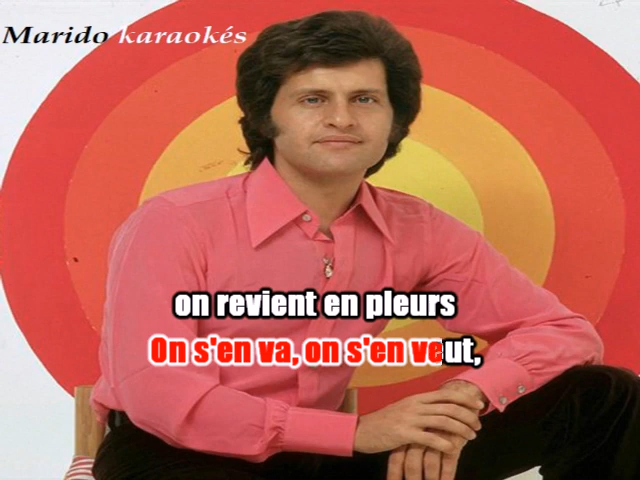 Marido karaokés
on revient en pleurs
On s'en va, on s'en veut,